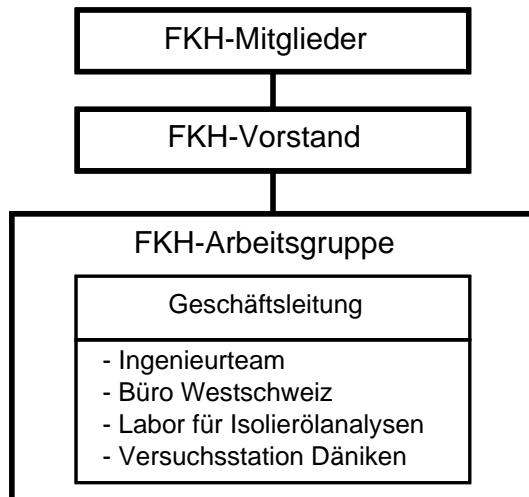 FKH-Mitglieder
FKH-Vorstand
FKH-Arbeitsgruppe
Geschäftsleitung
- Ingenieurteam
- Büro Westschweiz
- Labor für Isolierölanalysen
- Versuchsstation Däniken